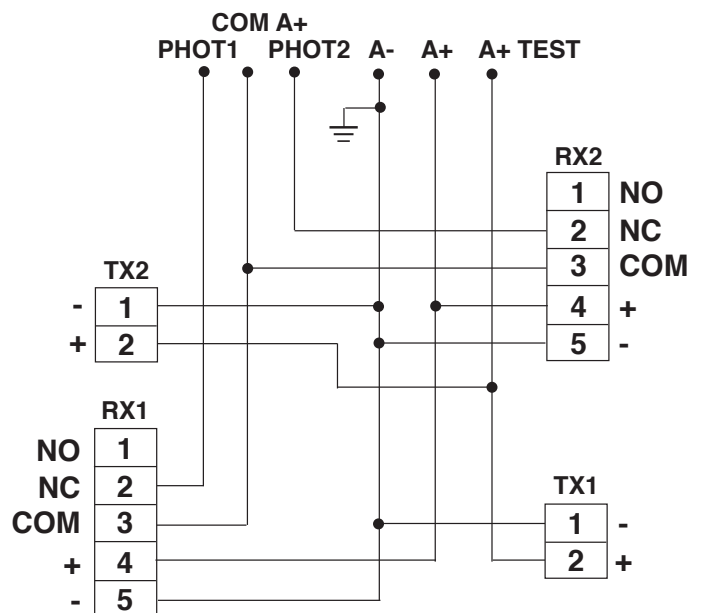 COM A+
PHOT1 PHOT2 A- A+ A+ TEST
RX2
1 NO
2 NC
3 COM
4 +
5 -
TX2
- 1
+ 2
RX1
NO 1
NC 2
COM 3
+ 4
- 5
TX1
1 -
2 +